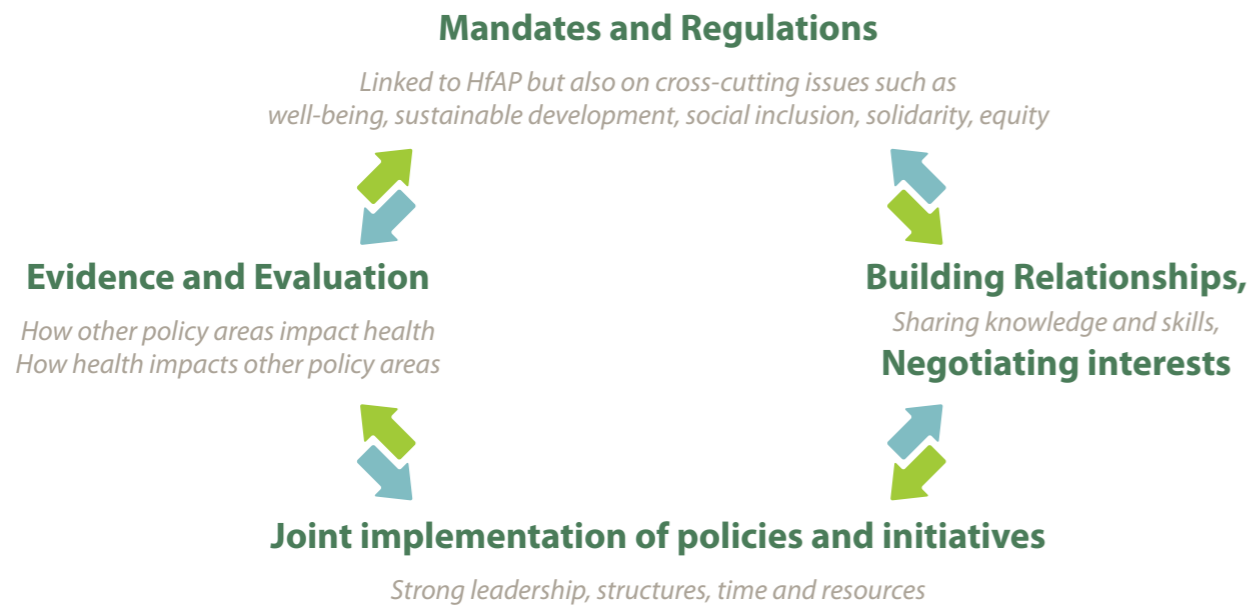 Mandates and Regulations
Linked to HfAP but also on cross-cutting issues such as
well-being, sustainable development, social inclusion, solidarity, equity
Evidence and Evaluation
How other policy areas impact health
How health impacts other policy areas
Building Relationships,
Sharing knowledge and skills,
Negotiating interests
Joint implementation of policies and initiatives
Strong leadership, structures, time and resources